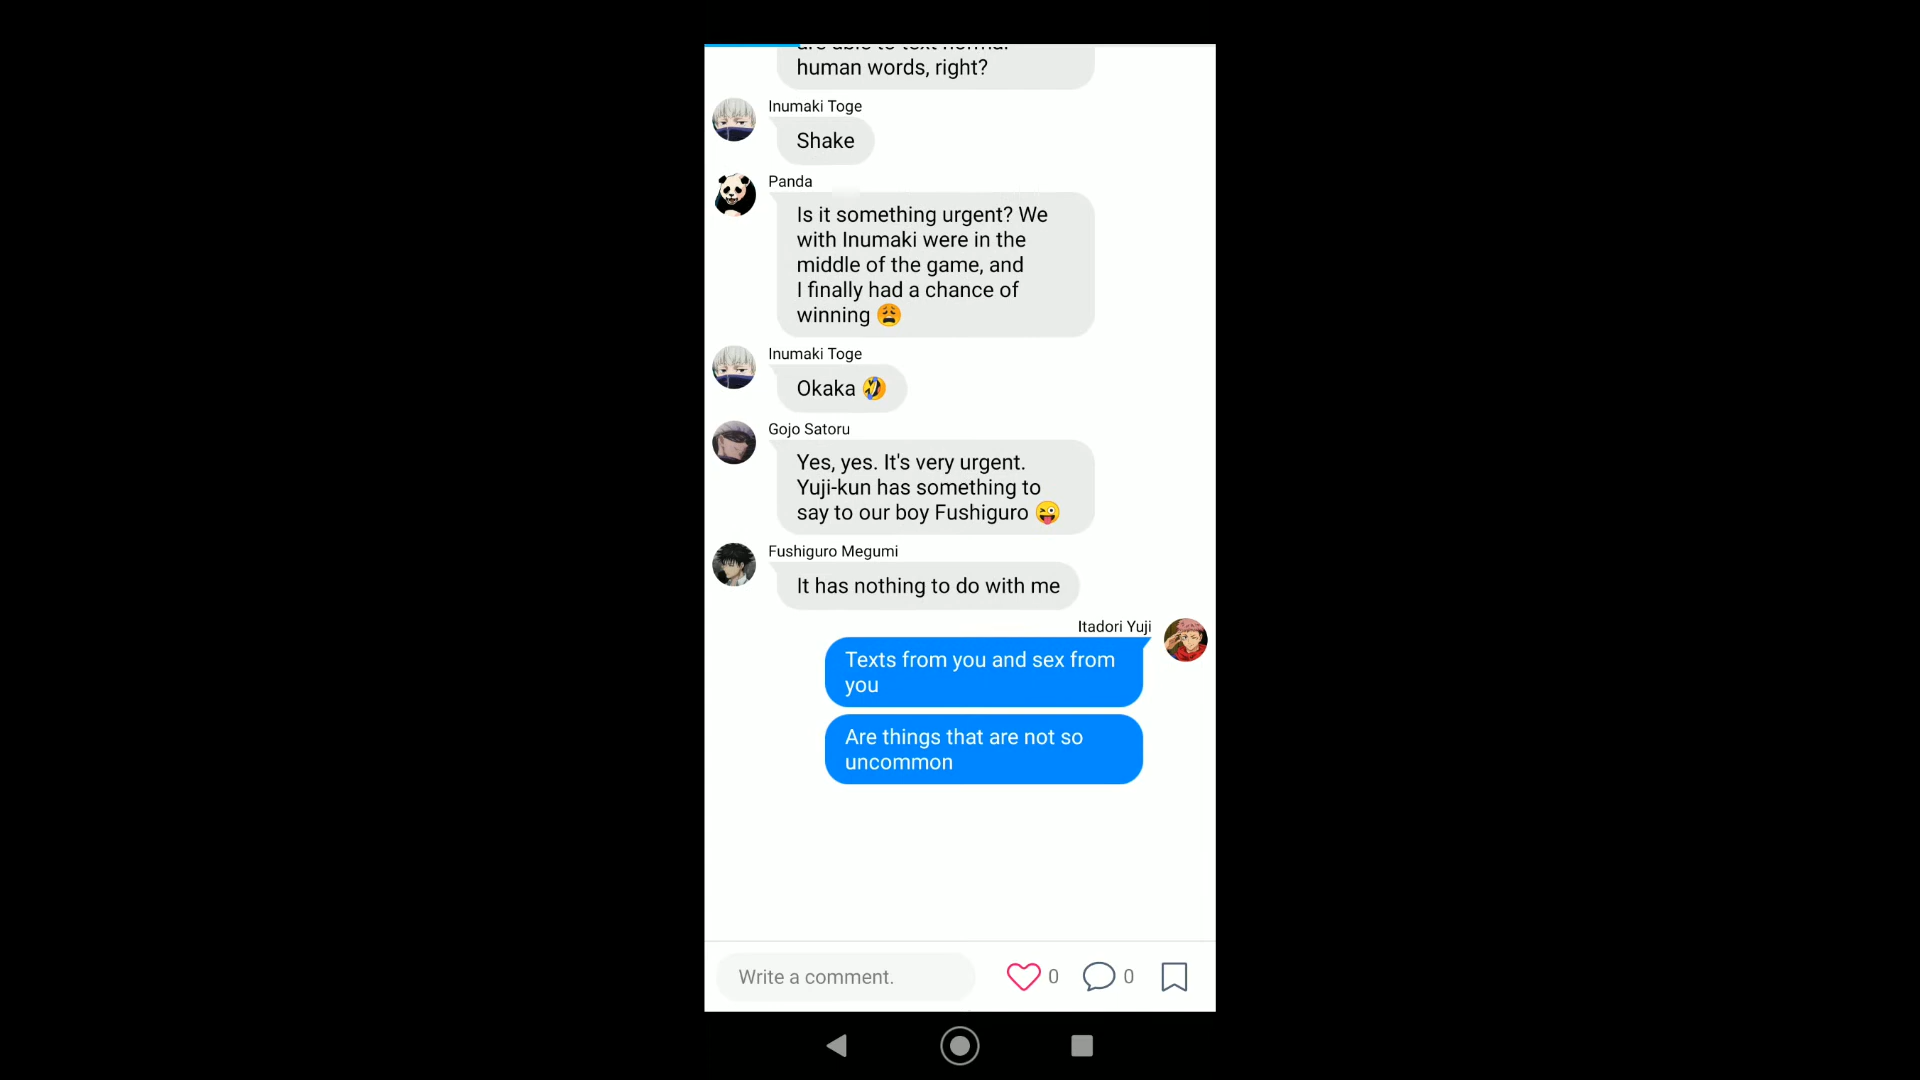 human words, right?
Inumaki Toge
Shake
Panda
Is it something urgent? We
with Inumaki were in the
middle of the game, and
I finally had a chance of
winning 😩
Inumaki Toge
Okaka 🤣
Gojo Satoru
Yes, yes. It's very urgent.
Yuji-kun has something to
say to our boy Fushiguro 😜
Fushiguro Megumi
It has nothing to do with me
Itadori Yuji
Texts from you and sex from
you
Are things that are not so
uncommon
Write a comment.
0
0